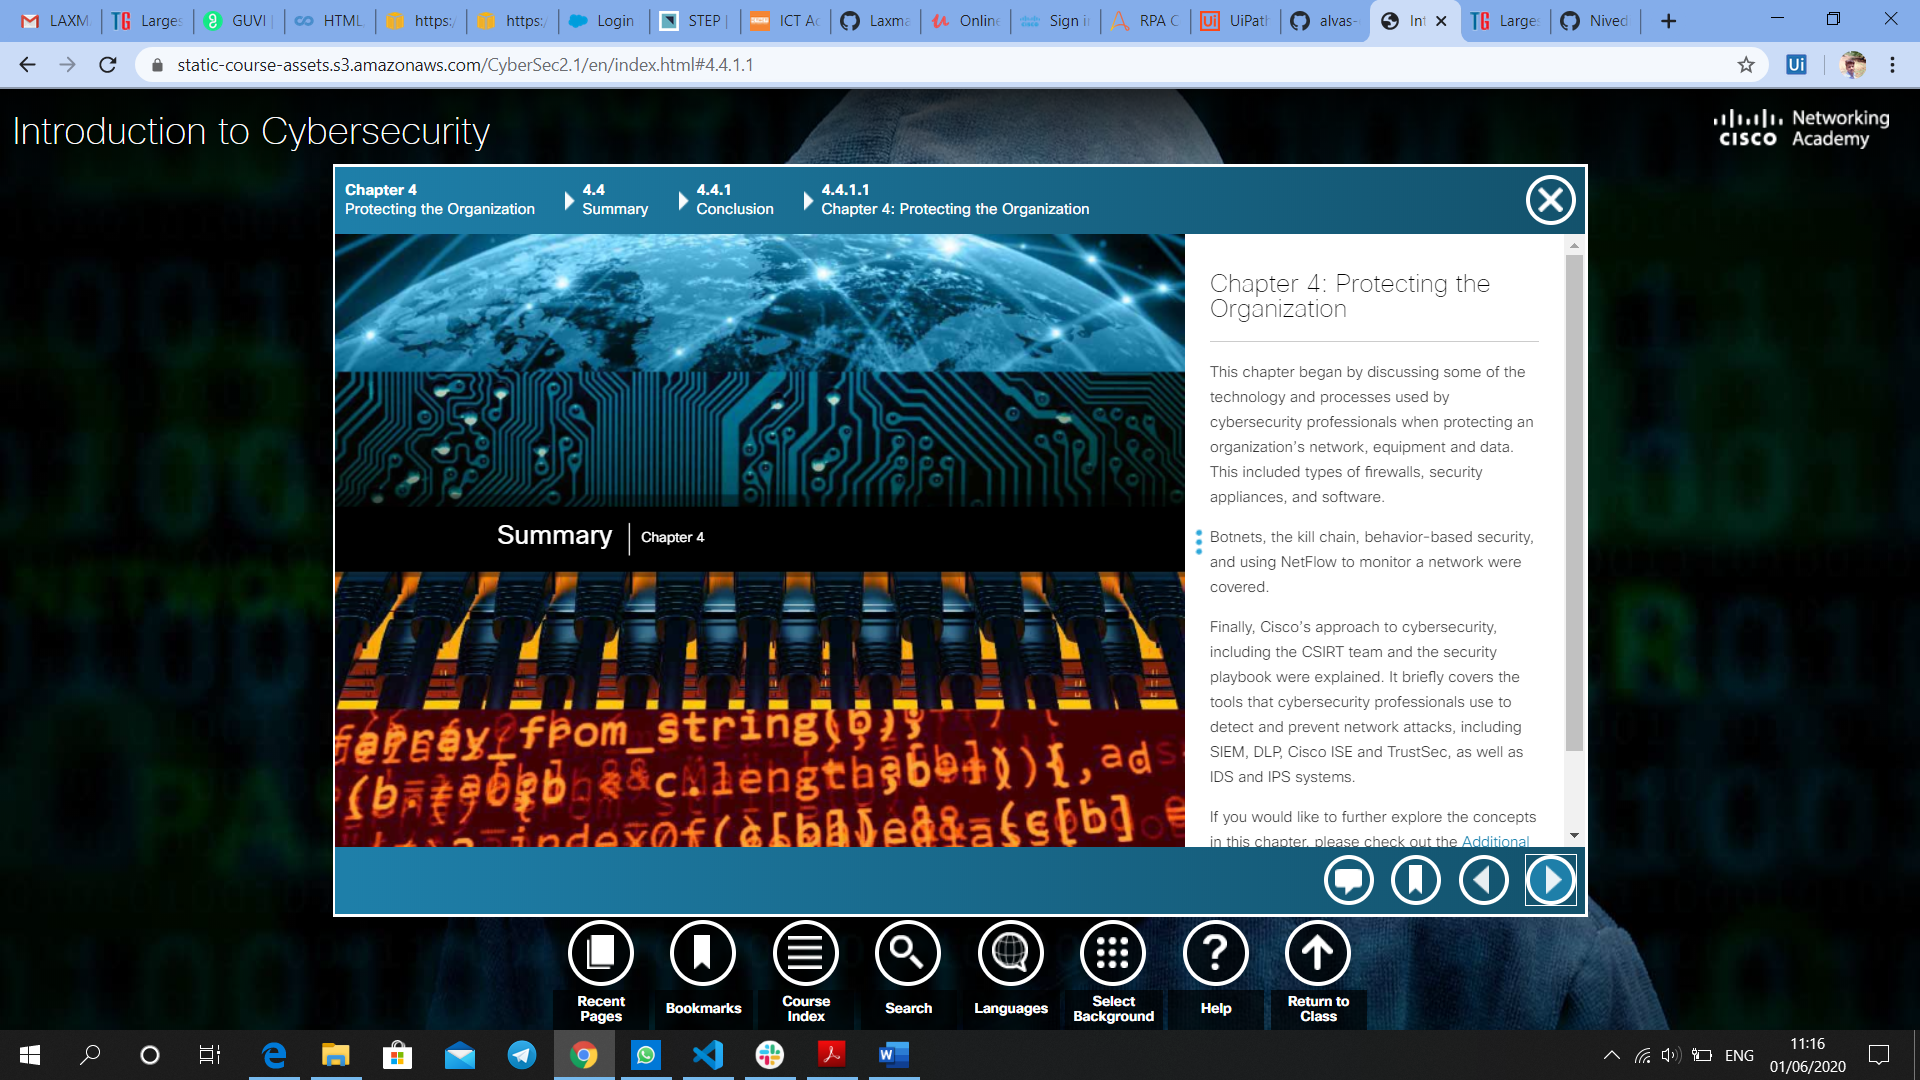 LAXM
Larges
GUVI
HTML
https:/
https:/
Login
STEP
ICT Ac
Laxma
Online
Sign in
RPA C
UiPath
alvas-
Int
Larges
Nived
static-course-assets.s3.amazonaws.com/CyberSec2.1/en/index.html#4.4.1.1
Introduction to Cybersecurity
CISCO Networking Academy
Chapter 4
Protecting the Organization
4.4
Summary
4.4.1
Conclusion
4.4.1.1
Chapter 4: Protecting the Organization
Summary | Chapter 4
array_from_string(b);
Chapter 4: Protecting the
Organization
This chapter began by discussing some of the
technology and processes used by
cybersecurity professionals when protecting an
organization's network, equipment and data.
This included types of firewalls, security
appliances, and software.
Botnets, the kill chain, behavior-based security,
and using NetFlow to monitor a network were
covered.
Finally, Cisco's approach to cybersecurity,
including the CSIRT team and the security
playbook were explained. It briefly covers the
tools that cybersecurity professionals use to
detect and prevent network attacks, including
SIEM, DLP, Cisco ISE and TrustSec, as well as
IDS and IPS systems.
If you would like to further explore the concepts
in this chapter, please check out the Additional
Recent
Pages
Bookmarks
Course
Index
Search
Languages
Select
Background
Help
Return to
Class
ENG
11:16
01/06/2020